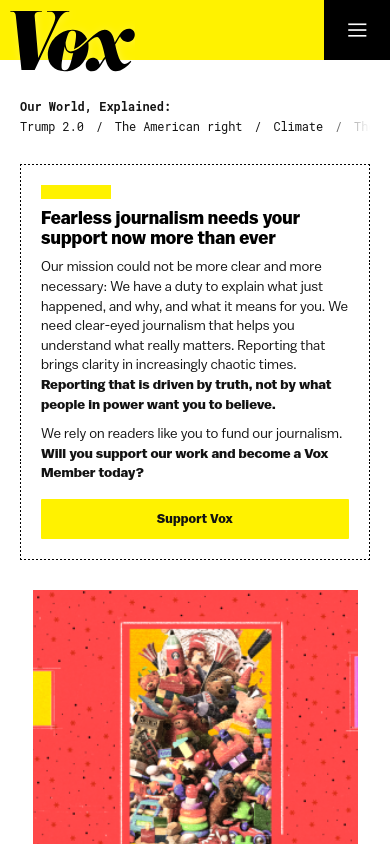 Vox
Our World, Explained:
Trump 2.0 / The American right / Climate / Th
Fearless journalism needs your
support now more than ever
Our mission could not be more clear and more
necessary: We have a duty to explain what just
happened, and why, and what it means for you. We
need clear-eyed journalism that helps you
understand what really matters. Reporting that
brings clarity in increasingly chaotic times.
Reporting that is driven by truth, not by what
people in power want you to believe.
We rely on readers like you to fund our journalism.
Will you support our work and become a Vox
Member today?
Support Vox